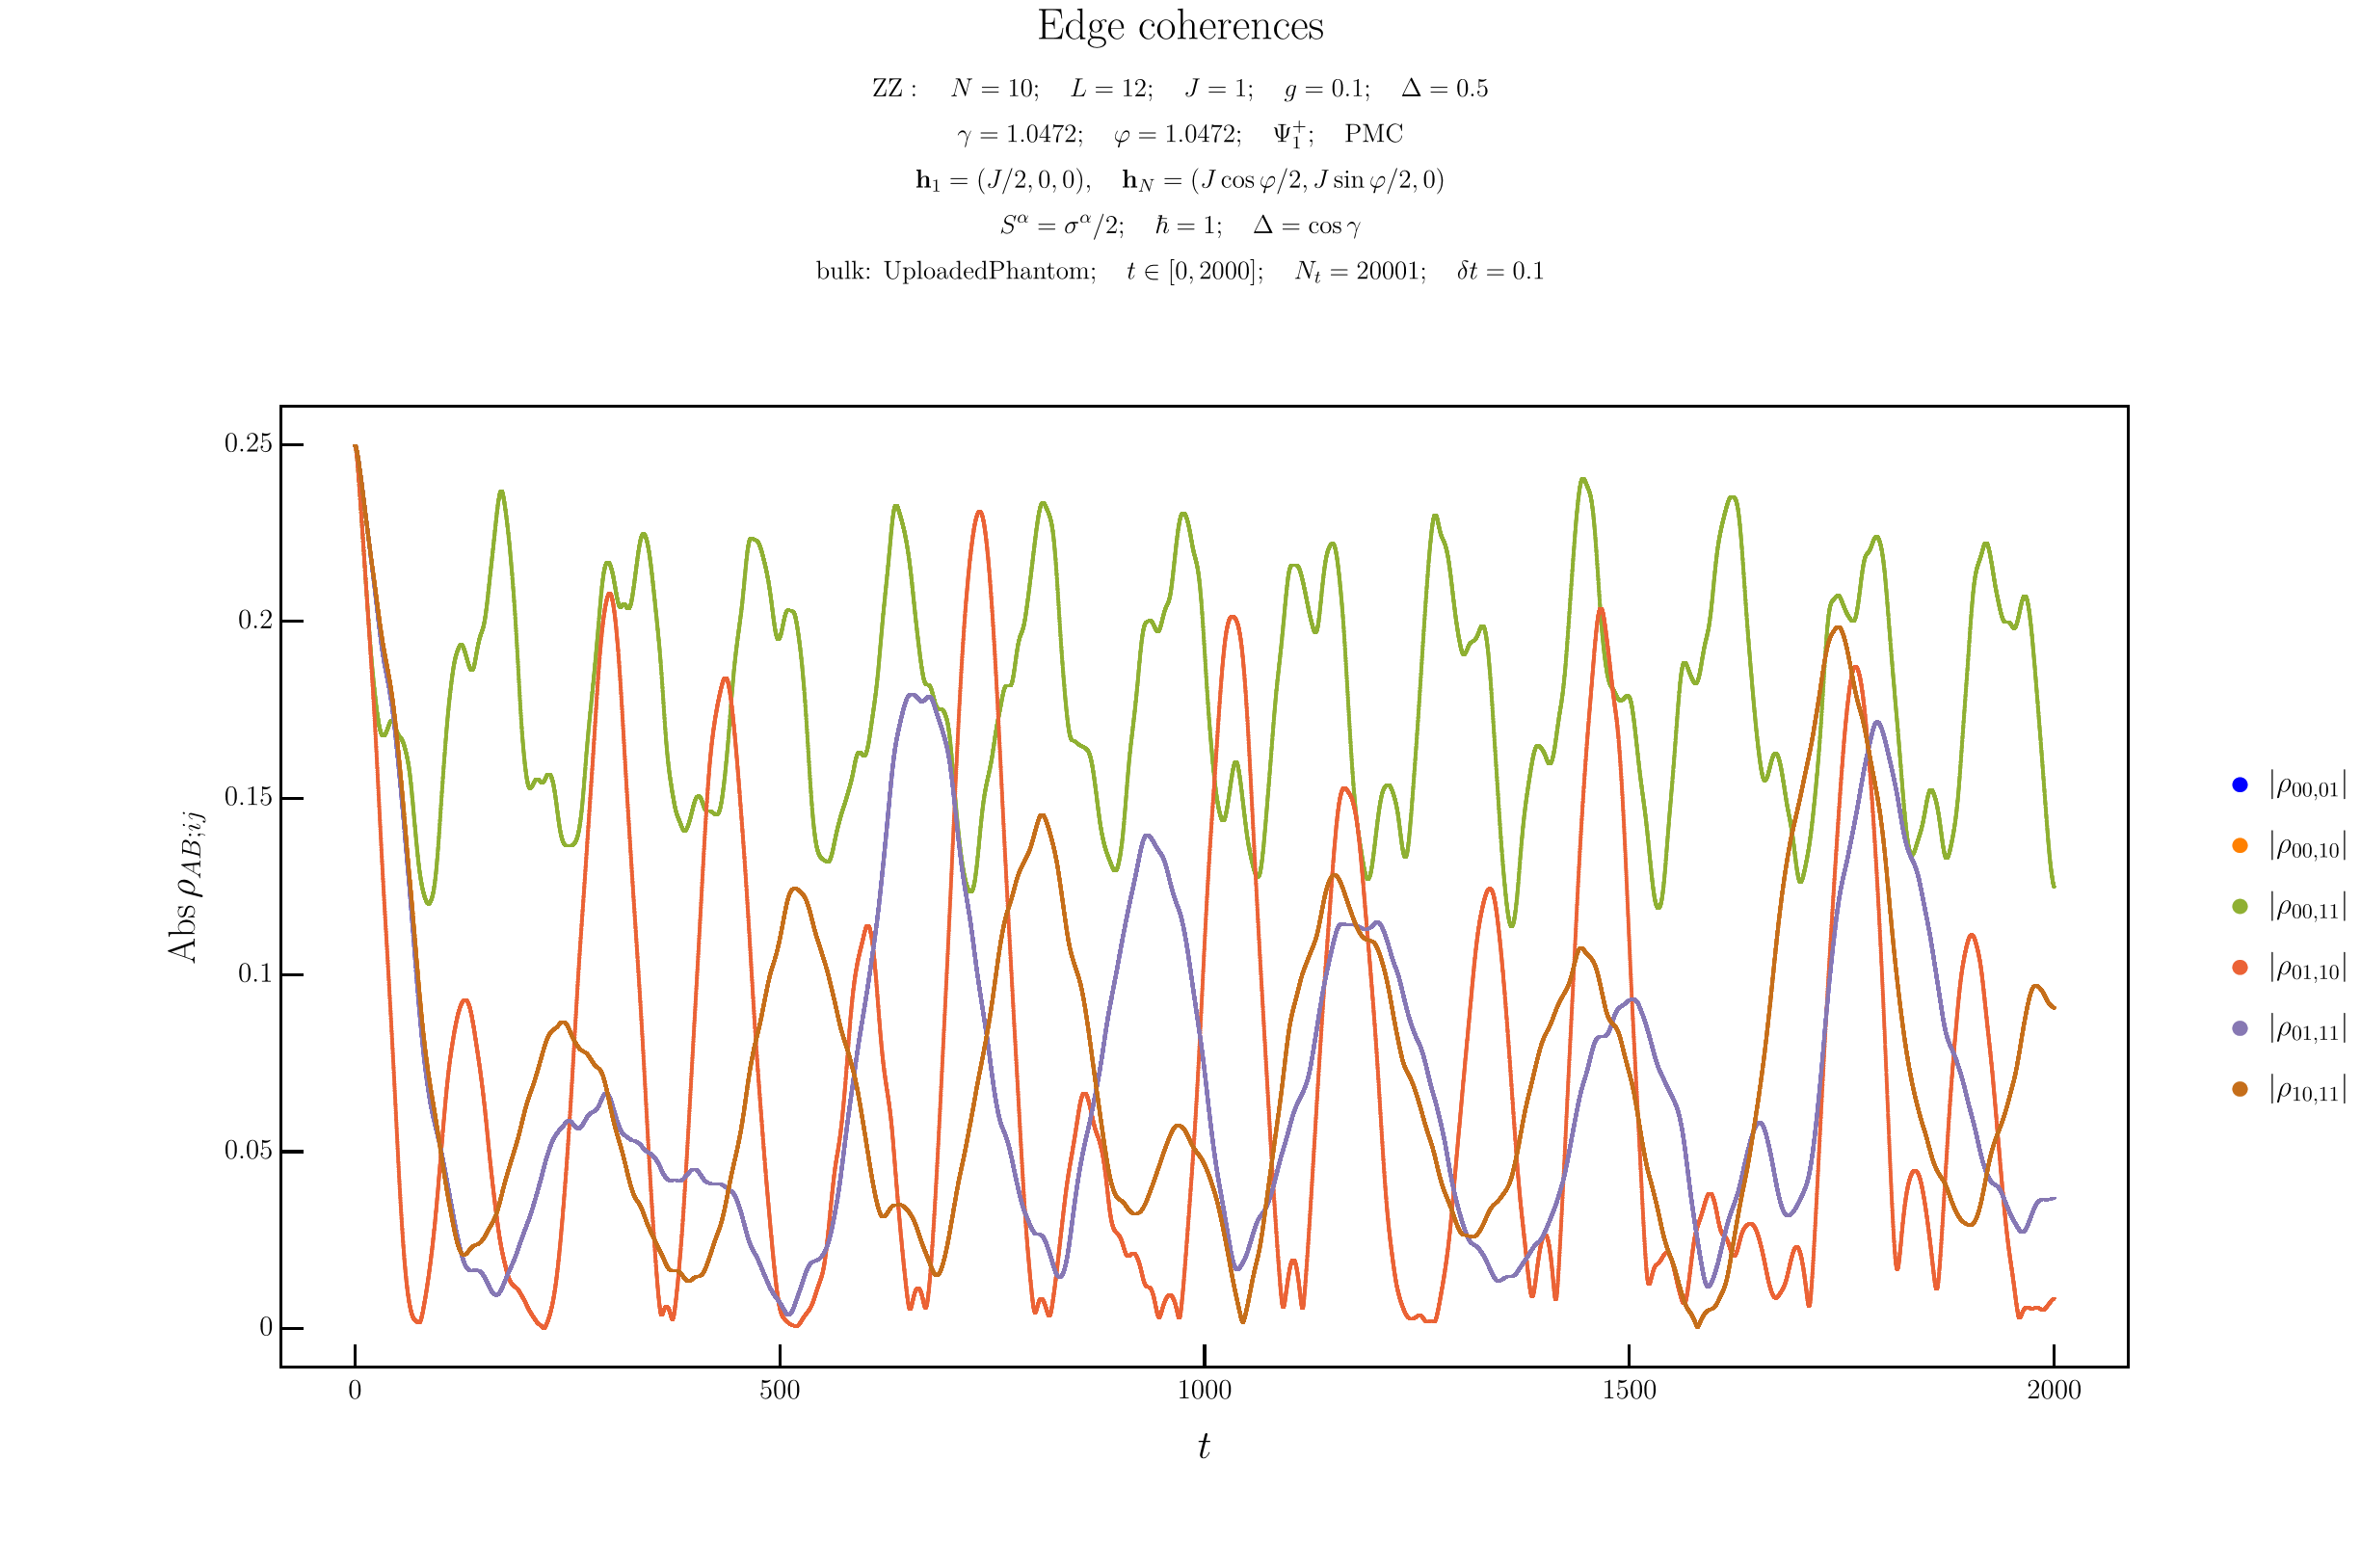 Edge coherences
ZZ : N = 10; L = 12; J = 1; g = 0.1; Δ = 0.5
γ = 1.0472; φ = 1.0472; Ψ₁⁺; PMC
𝐡₁ = (J/2, 0, 0), 𝐡_N = (J cos φ/2, J sin φ/2, 0)
S^α = σ^α/2; ℏ = 1; Δ = cos γ
bulk: UploadedPhantom; t ∈ [0, 2000]; N_t = 20001; δt = 0.1
Abs ρ_{AB;ij}
0.25
0.2
0.15
0.1
0.05
0
0 500 1000 1500 2000
t
|ρ_{00,01}|
|ρ_{00,10}|
|ρ_{00,11}|
|ρ_{01,10}|
|ρ_{01,11}|
|ρ_{10,11}|